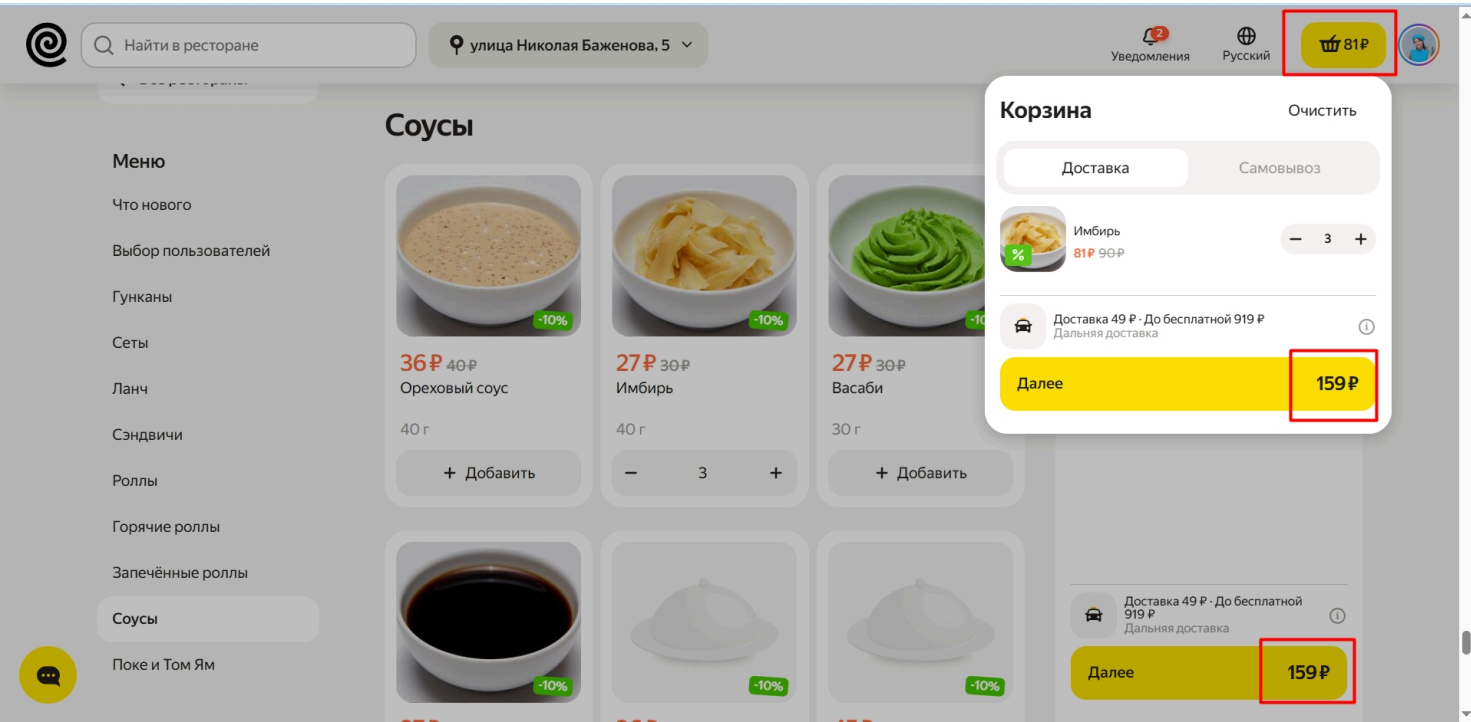 Найти в ресторане
улица Николая Баженова, 5
2
Уведомления
Русский
81₽
Соусы
Меню
Что нового
Выбор пользователей
Гунканы
Сеты
Ланч
Сэндвичи
Роллы
Горячие роллы
Запечённые роллы
Соусы
Поке и Том Ям
-10%
36₽ 40₽
Ореховый соус
40 г
+ Добавить
-10%
27₽ 30₽
Имбирь
40 г
− 3 +
-10
27₽ 30₽
Васаби
30 г
+ Добавить
-10%
-10%
-10%
Корзина
Очистить
Доставка
Самовывоз
Имбирь
%
81₽ 90₽
− 3 +
Доставка 49 ₽ · До бесплатной 919 ₽
Дальняя доставка
Далее
159₽
Доставка 49 ₽ · До бесплатной
919 ₽
Дальняя доставка
Далее
159₽